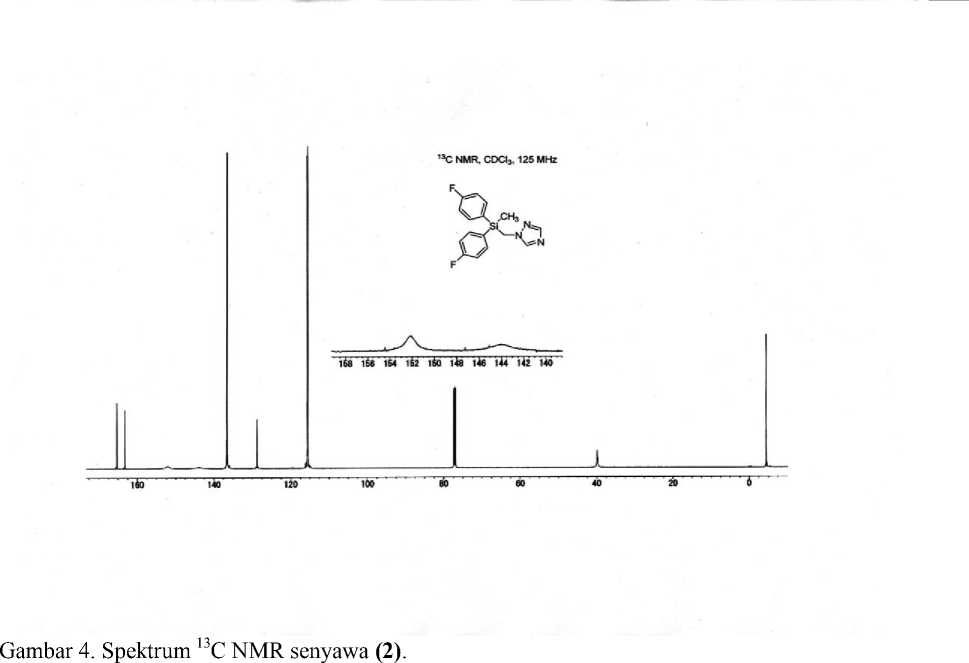 ¹³C NMR, CDCl₃, 125 MHz
F
CH₃
Si
N
N
N
F
158 156 154 152 150 148 146 144 142 140
160 140 120 100 80 60 40 20 0
Gambar 4. Spektrum ¹³C NMR senyawa (2).